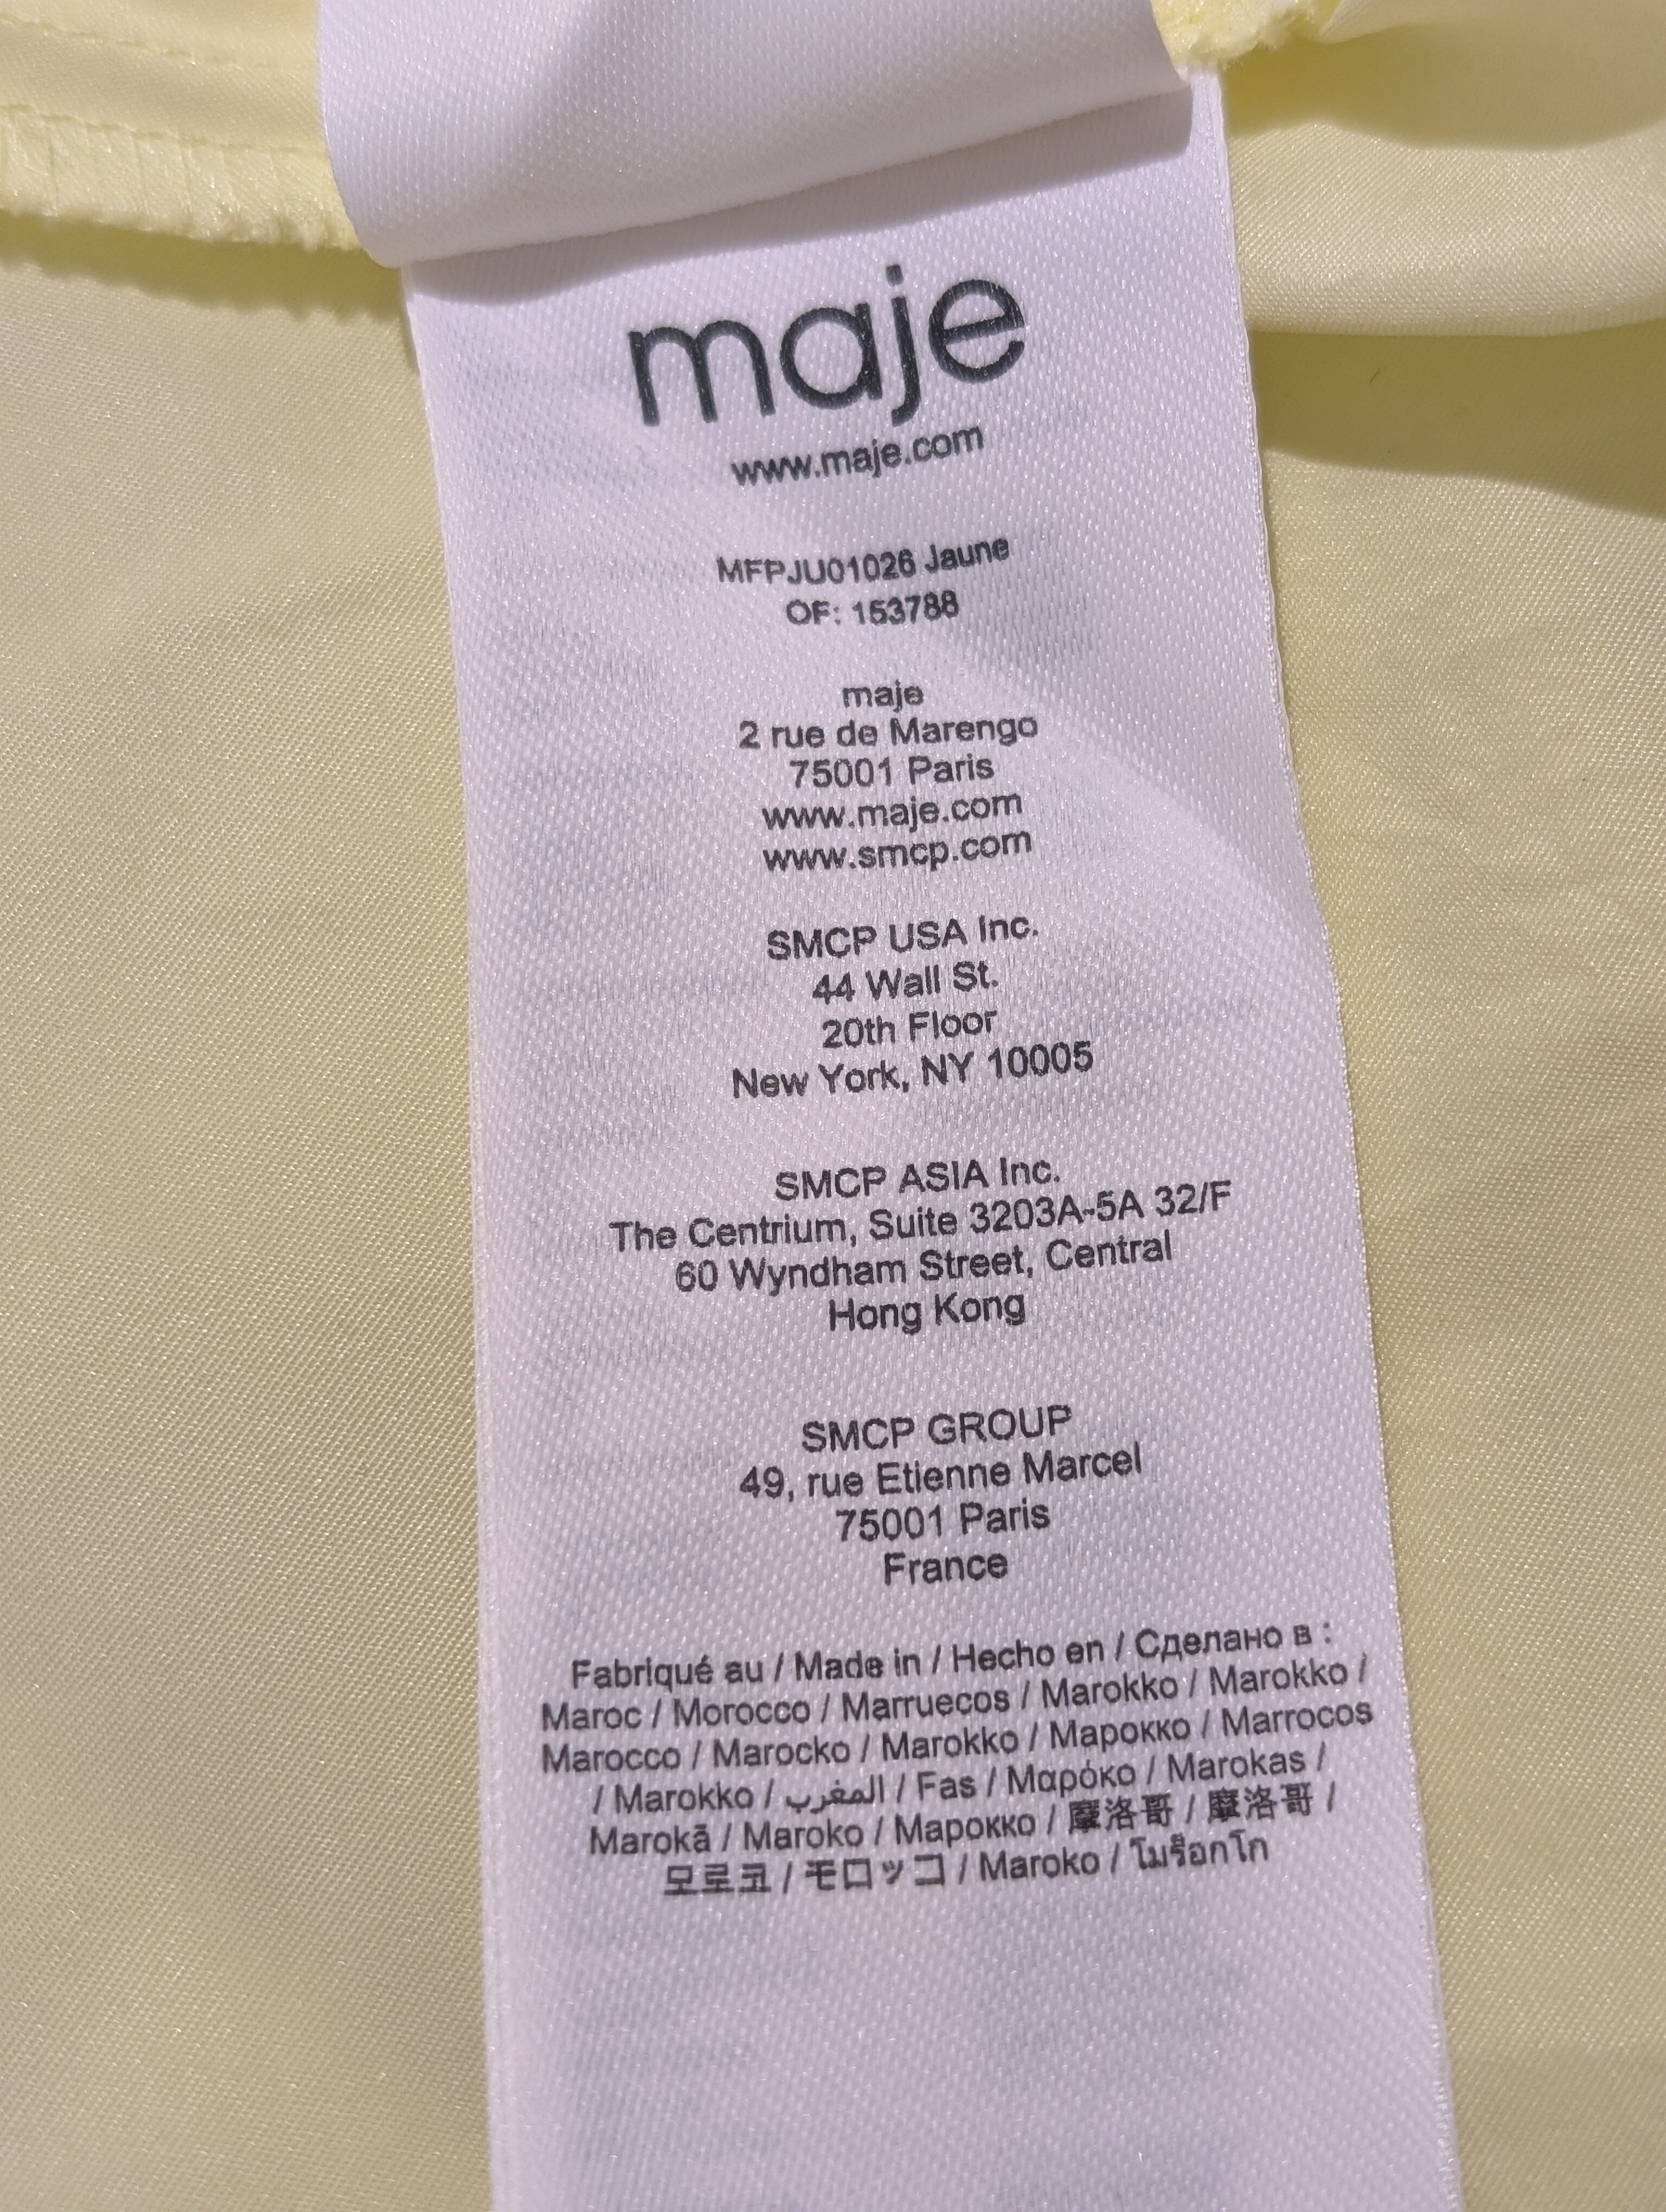 maje
www.maje.com
MFPJU01026 Jaune
OF: 153788
maje
2 rue de Marengo
75001 Paris
www.maje.com
www.smcp.com
SMCP USA Inc.
44 Wall St.
20th Floor
New York, NY 10005
SMCP ASIA Inc.
The Centrium, Suite 3203A-5A 32/F
60 Wyndham Street, Central
Hong Kong
SMCP GROUP
49, rue Etienne Marcel
75001 Paris
France
Fabriqué au / Made in / Hecho en / Сделано в :
Maroc / Morocco / Marruecos / Marokko / Marokko /
Marocco / Marocko / Marokko / Марокко / Marrocos
/ Marokko / المغرب / Fas / Μαρόκο / Marokas /
Marokā / Maroko / Марокко / 摩洛哥 / 摩洛哥 /
모로코 / モロッコ / Maroko / โมร็อกโก